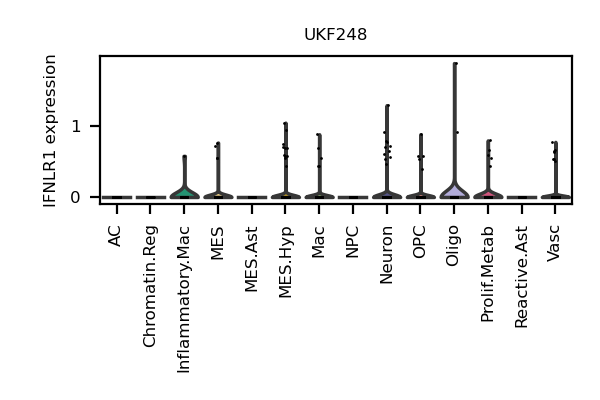 UKF248
IFNLR1 expression
1
0
AC
Chromatin.Reg
Inflammatory.Mac
MES
MES.Ast
MES.Hyp
Mac
NPC
Neuron
OPC
Oligo
Prolif.Metab
Reactive.Ast
Vasc